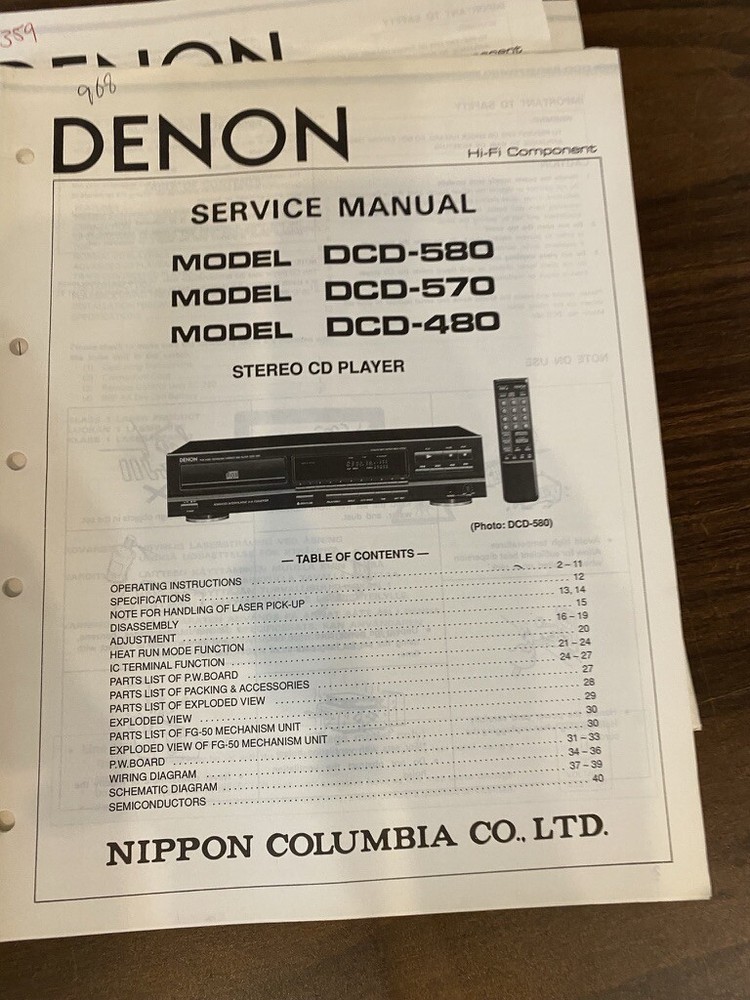 359
DENON
968
DENON
Hi-Fi Component
SERVICE MANUAL
MODEL DCD-580
MODEL DCD-570
MODEL DCD-480
STEREO CD PLAYER
DENON
(Photo: DCD-580)
— TABLE OF CONTENTS —
OPERATING INSTRUCTIONS ........ 2 – 11
SPECIFICATIONS ........ 12
NOTE FOR HANDLING OF LASER PICK-UP ........ 13, 14
DISASSEMBLY ........ 15
ADJUSTMENT ........ 16 – 19
HEAT RUN MODE FUNCTION ........ 20
IC TERMINAL FUNCTION ........ 21 – 24
PARTS LIST OF P.W.BOARD ........ 24 – 27
PARTS LIST OF PACKING & ACCESSORIES ........ 27
PARTS LIST OF EXPLODED VIEW ........ 28
EXPLODED VIEW ........ 29
PARTS LIST OF FG-50 MECHANISM UNIT ........ 30
EXPLODED VIEW OF FG-50 MECHANISM UNIT ........ 30
P.W.BOARD ........ 31 – 33
WIRING DIAGRAM ........ 34 – 36
SCHEMATIC DIAGRAM ........ 37 – 39
SEMICONDUCTORS ........ 40
NIPPON COLUMBIA CO., LTD.